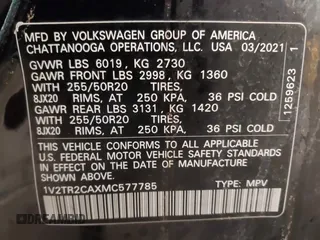 MFD BY VOLKSWAGEN GROUP OF AMERICA
CHATTANOOGA OPERATIONS, LLC. USA 03/2021
GVWR LBS 6019, KG 2730
GAWR FRONT LBS 2998, KG 1360
WITH 255/50R20 TIRES,
8JX20 RIMS, AT 250 KPA, 36 PSI COLD
GAWR REAR LBS 3131, KG 1420
WITH 255/50R20 TIRES,
8JX20 RIMS, AT 250 KPA, 36 PSI COLD
THIS VEHICLE CONFORMS TO ALL APPLICABLE
FEDERAL MOTOR VEHICLE SAFETY STANDARDS
IN EFFECT ON THE DATE OF MANUFACTURE
SHOWN ABOVE.
1V2TR2CAXMC577785 TYPE: MPV
1259623 1